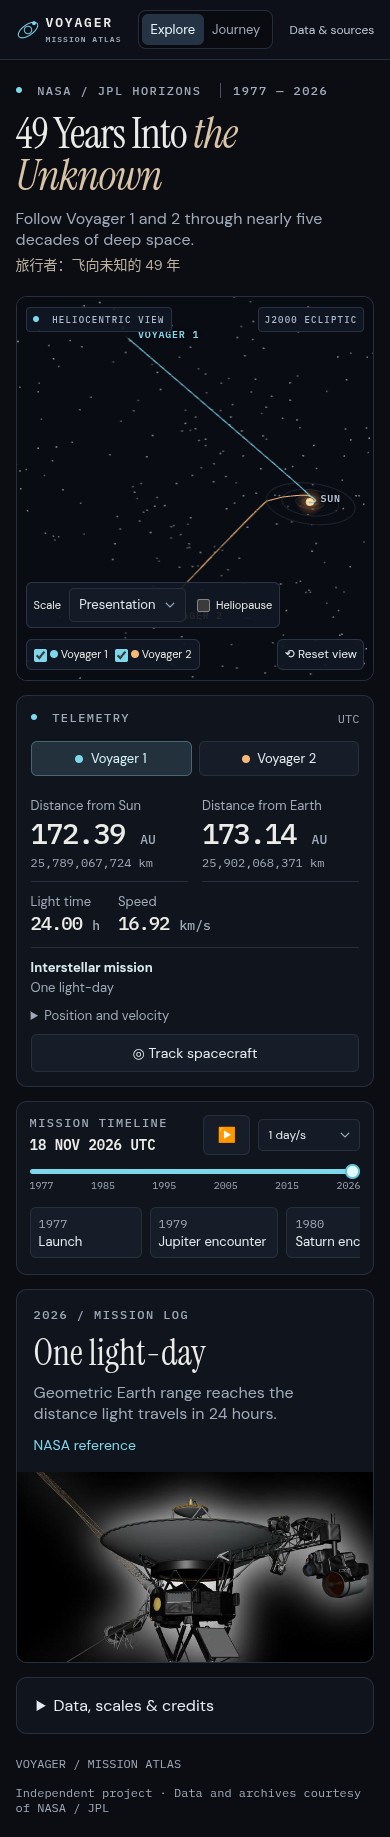 VOYAGER
MISSION ATLAS
Explore
Journey
Data & sources
NASA / JPL HORIZONS
1977 — 2026
49 Years Into the
Unknown
Follow Voyager 1 and 2 through nearly five
decades of deep space.
旅行者：飞向未知的 49 年
HELIOCENTRIC VIEW
J2000 ECLIPTIC
VOYAGER 1
SUN
Scale
Presentation
Heliopause
Voyager 1
Voyager 2
⟲ Reset view
TELEMETRY
UTC
Voyager 1
Voyager 2
Distance from Sun
172.39 AU
25,789,067,724 km
Distance from Earth
173.14 AU
25,902,068,371 km
Light time
24.00 h
Speed
16.92 km/s
Interstellar mission
One light-day
▶ Position and velocity
◎ Track spacecraft
MISSION TIMELINE
18 NOV 2026 UTC
1 day/s
1977 1985 1995 2005 2015 2026
1977
Launch
1979
Jupiter encounter
1980
Saturn enc
2026 / MISSION LOG
One light-day
Geometric Earth range reaches the
distance light travels in 24 hours.
NASA reference
▶ Data, scales & credits
VOYAGER / MISSION ATLAS
Independent project · Data and archives courtesy
of NASA / JPL